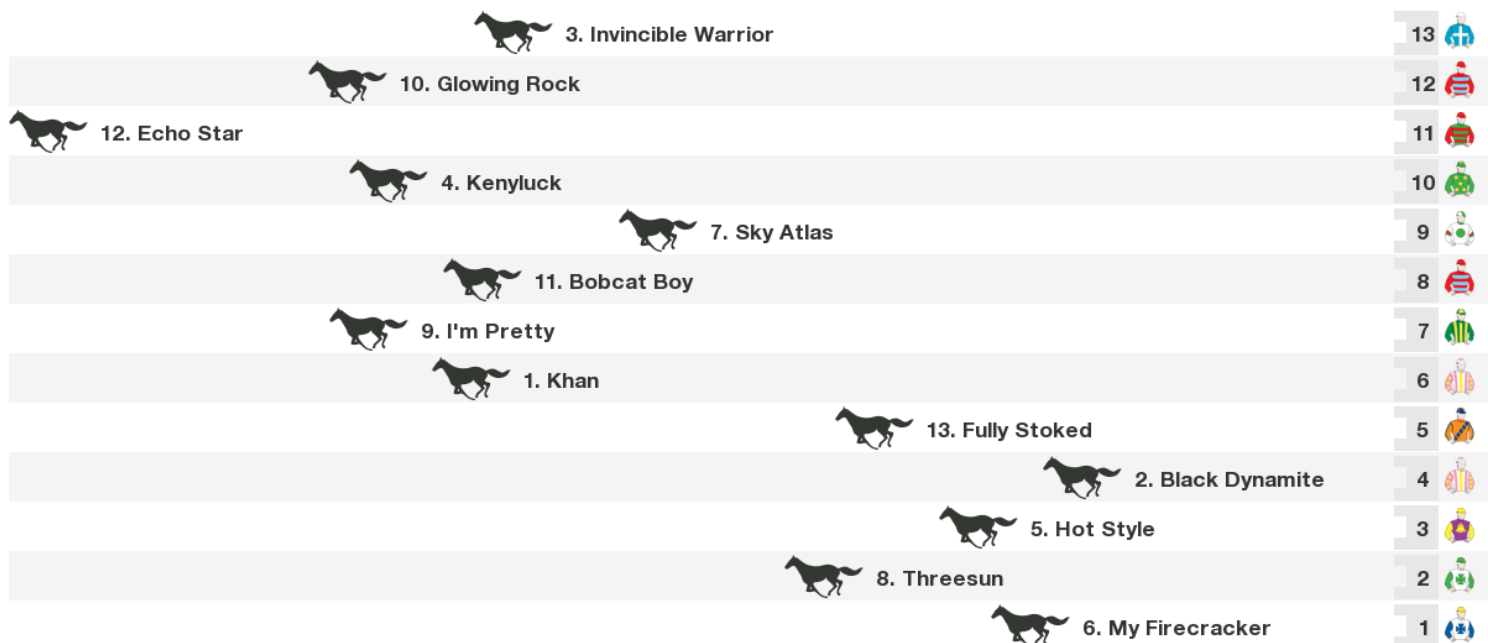 3. Invincible Warrior 13
10. Glowing Rock 12
12. Echo Star 11
4. Kenyluck 10
7. Sky Atlas 9
11. Bobcat Boy 8
9. I'm Pretty 7
1. Khan 6
13. Fully Stoked 5
2. Black Dynamite 4
5. Hot Style 3
8. Threesun 2
6. My Firecracker 1